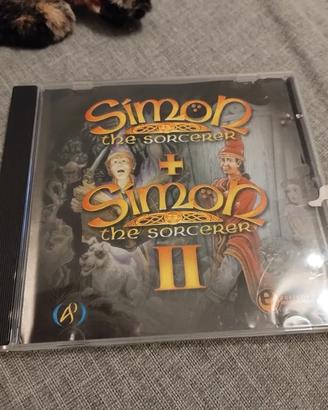 Simon
the SORCERER
+
Simon
the SORCERER
II